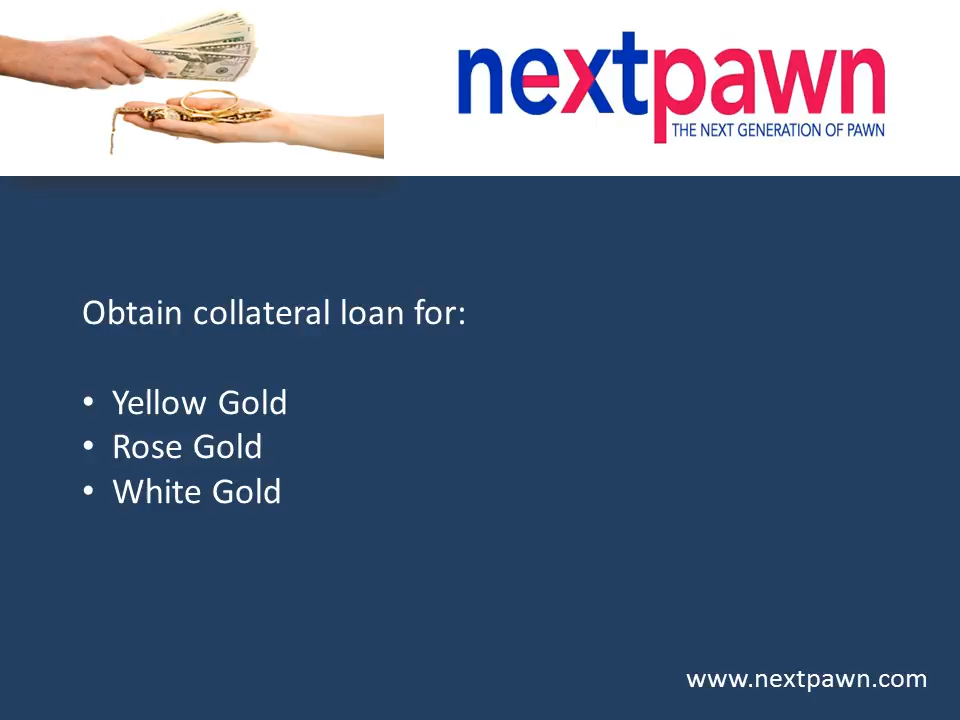 nextpawn
THE NEXT GENERATION OF PAWN
Obtain collateral loan for:
• Yellow Gold
• Rose Gold
• White Gold
www.nextpawn.com